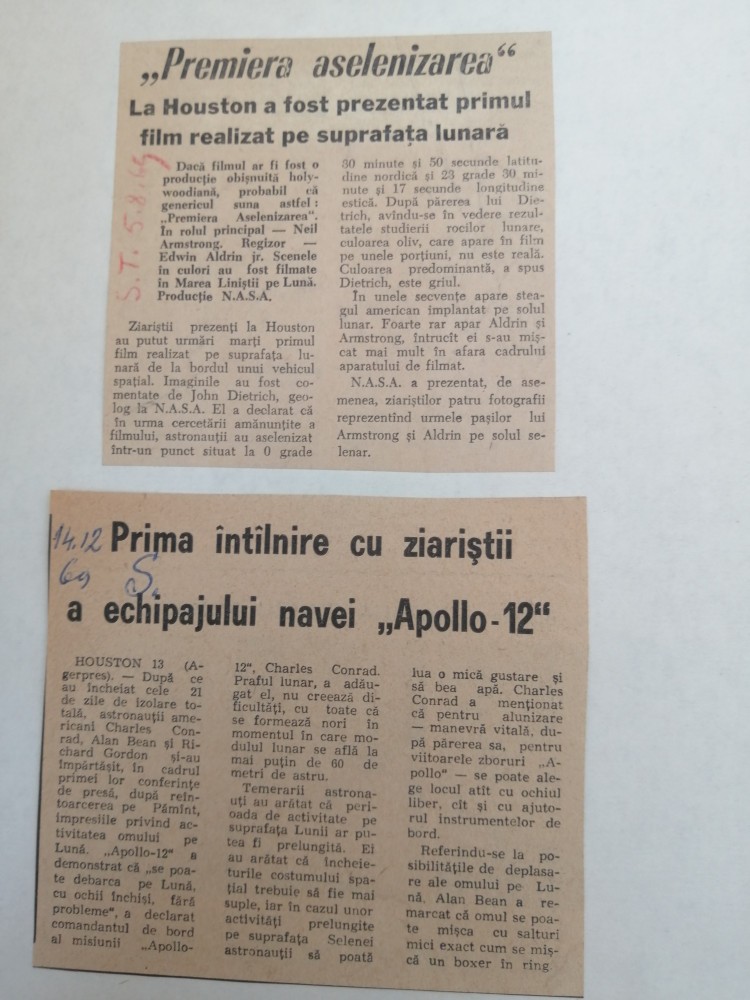 „Premiera aselenizarea“
La Houston a fost prezentat primul
film realizat pe suprafața lunară
S.T. 5.8.69
Dacă filmul ar fi fost o
producție obișnuită holy-
woodiană, probabil că
genericul suna astfel :
„Premiera Aselenizarea“.
În rolul principal — Neil
Armstrong. Regizor —
Edwin Aldrin jr. Scenele
în culori au fost filmate
în Marea Liniștii pe Lună.
Producție N.A.S.A.
Ziariștii prezenți la Houston
au putut urmări marți primul
film realizat pe suprafața lu-
nară de la bordul unui vehicul
spațial. Imaginile au fost co-
mentate de John Dietrich, geo-
log la N.A.S.A. El a declarat că
în urma cercetării amănunțite a
filmului, astronauții au aselenizat
într-un punct situat la 0 grade
30 minute și 50 secunde latitu-
dine nordică și 23 grade 30 mi-
nute și 17 secunde longitudine
estică. După părerea lui Die-
trich, avîndu-se în vedere rezul-
tatele studierii rocilor lunare,
culoarea oliv, care apare în film
pe unele porțiuni, nu este reală.
Culoarea predominantă, a spus
Dietrich, este griul.
În unele secvențe apare stea-
gul american implantat pe solul
lunar. Foarte rar apar Aldrin și
Armstrong, întrucît ei s-au miș-
cat mai mult în afara cadrului
aparatului de filmat.
N.A.S.A. a prezentat, de ase-
menea, ziariștilor patru fotografii
reprezentînd urmele pașilor lui
Armstrong și Aldrin pe solul se-
lenar.
14.12
69 S.
Prima întîlnire cu ziariștii
a echipajului navei „Apollo-12“
HOUSTON 13 (A-
gerpres). — După ce
au încheiat cele 21
de zile de izolare to-
tală, astronauții ame-
ricani Charles Con-
rad, Alan Bean și Ri-
chard Gordon și-au
împărtășit, în cadrul
primei lor conferințe
de presă, după reîn-
toarcerea pe Pămînt,
impresiile privind ac-
tivitatea omului pe
Lună. „Apollo-12“ a
demonstrat că „se poa-
te debarca pe Lună,
cu ochii închiși, fără
probleme“, a declarat
comandantul de bord
al misiunii „Apollo-
12“, Charles Conrad.
Praful lunar, a adău-
gat el, nu creează di-
ficultăți, cu toate că
se formează nori în
momentul în care mo-
dulul lunar se află la
mai puțin de 60 de
metri de astru.
Temerarii astrona-
uți au arătat că peri-
oada de activitate pe
suprafața Lunii ar pu-
tea fi prelungită. Ei
au arătat că încheie-
turile costumului spa-
țial trebuie să fie mai
suple, iar în cazul unor
activități prelungite
pe suprafața Selenei
astronauții să poată
lua o mică gustare și
să bea apă. Charles
Conrad a menționat
că pentru alunizare
— manevră vitală, du-
pă părerea sa, pentru
viitoarele zboruri „A-
pollo“ — se poate ale-
ge locul atît cu ochiul
liber, cît și cu ajuto-
rul instrumentelor de
bord.
Referindu-se la po-
sibilitățile de deplasa-
re ale omului pe Lu-
nă, Alan Bean a re-
marcat că omul se poa-
te mișca cu salturi
mici exact cum se miș-
că un boxer în ring